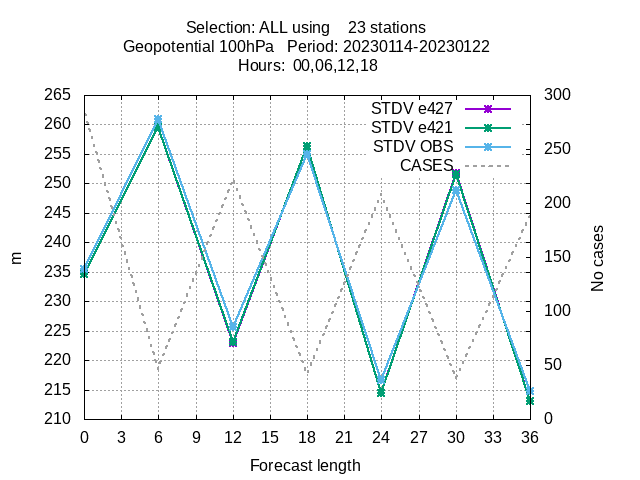 Selection: ALL using 23 stations
Geopotential 100hPa Period: 20230114-20230122
Hours: 00,06,12,18
265
260
255
250
245
240
235
230
225
220
215
210
m
STDV e427
STDV e421
STDV OBS
CASES
300
250
200
150
100
50
0
No cases
0 3 6 9 12 15 18 21 24 27 30 33 36
Forecast length